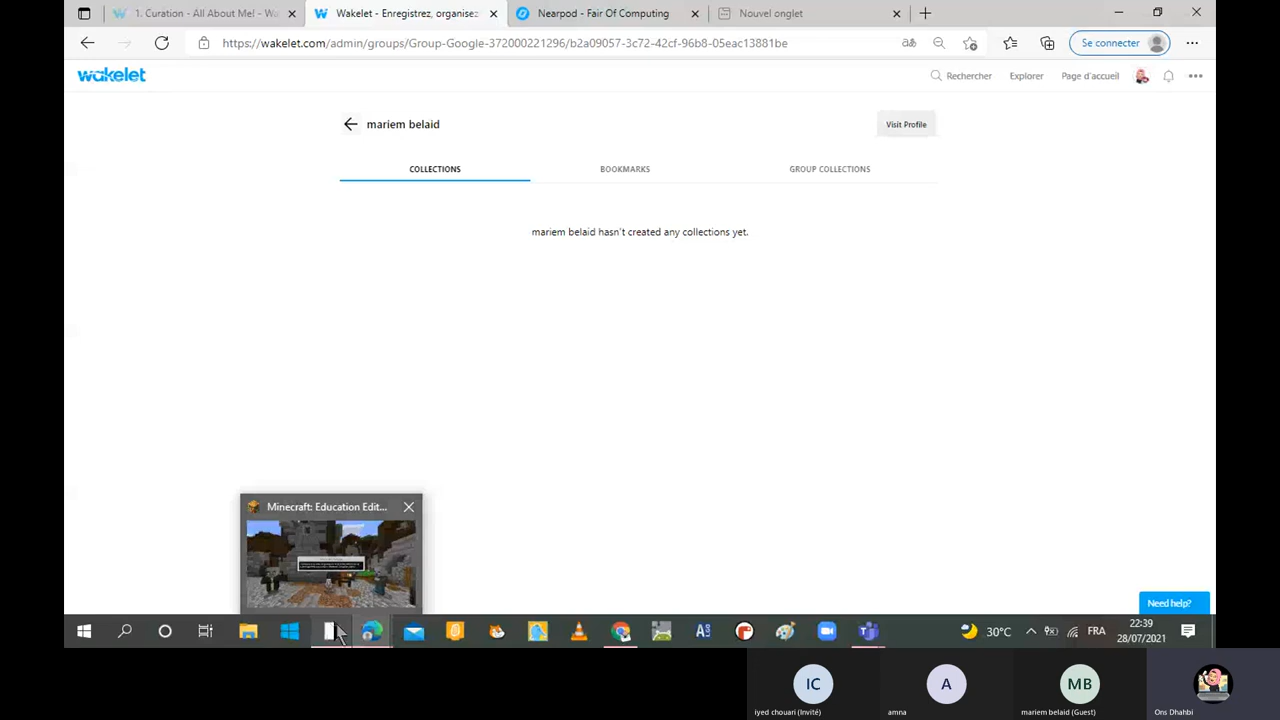 1. Curation - All About Me! - Wa
Wakelet - Enregistrez, organisez
Nearpod - Fair Of Computing
Nouvel onglet
https://wakelet.com/admin/groups/Group-Google-372000221296/b2a09057-3c72-42cf-96b8-05eac13881be
Se connecter
wakelet
Rechercher
Explorer
Page d'accueil
mariem belaid
Visit Profile
COLLECTIONS
BOOKMARKS
GROUP COLLECTIONS
mariem belaid hasn't created any collections yet.
Minecraft: Education Edit...
Need help?
30°C
FRA
22:39
28/07/2021
IC
A
MB
iyed chouari (Invité)
amna
mariem belaid (Guest)
Ons Dhahbi